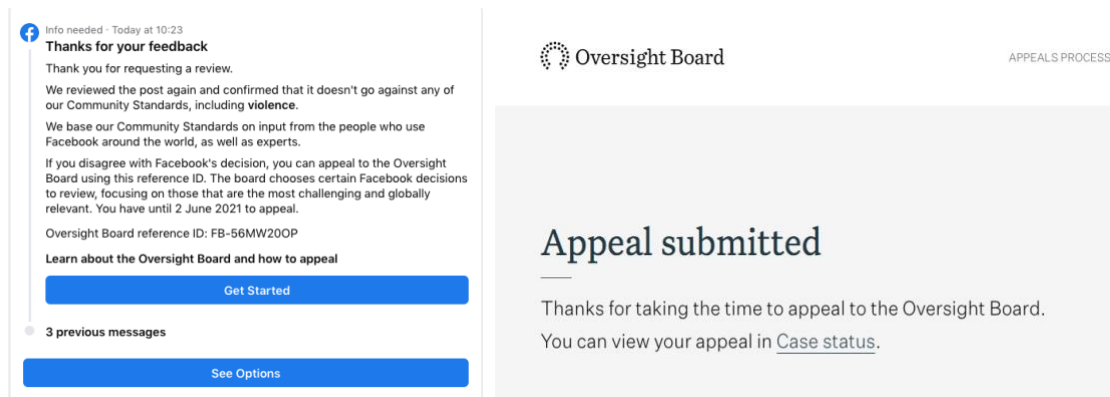 Info needed · Today at 10:23
Thanks for your feedback
Thank you for requesting a review.
We reviewed the post again and confirmed that it doesn't go against any of
our Community Standards, including violence.
We base our Community Standards on input from the people who use
Facebook around the world, as well as experts.
If you disagree with Facebook's decision, you can appeal to the Oversight
Board using this reference ID. The board chooses certain Facebook decisions
to review, focusing on those that are the most challenging and globally
relevant. You have until 2 June 2021 to appeal.
Oversight Board reference ID: FB-56MW20OP
Learn about the Oversight Board and how to appeal
Get Started
3 previous messages
See Options
Oversight Board
APPEALS PROCESS
Appeal submitted
Thanks for taking the time to appeal to the Oversight Board.
You can view your appeal in Case status.